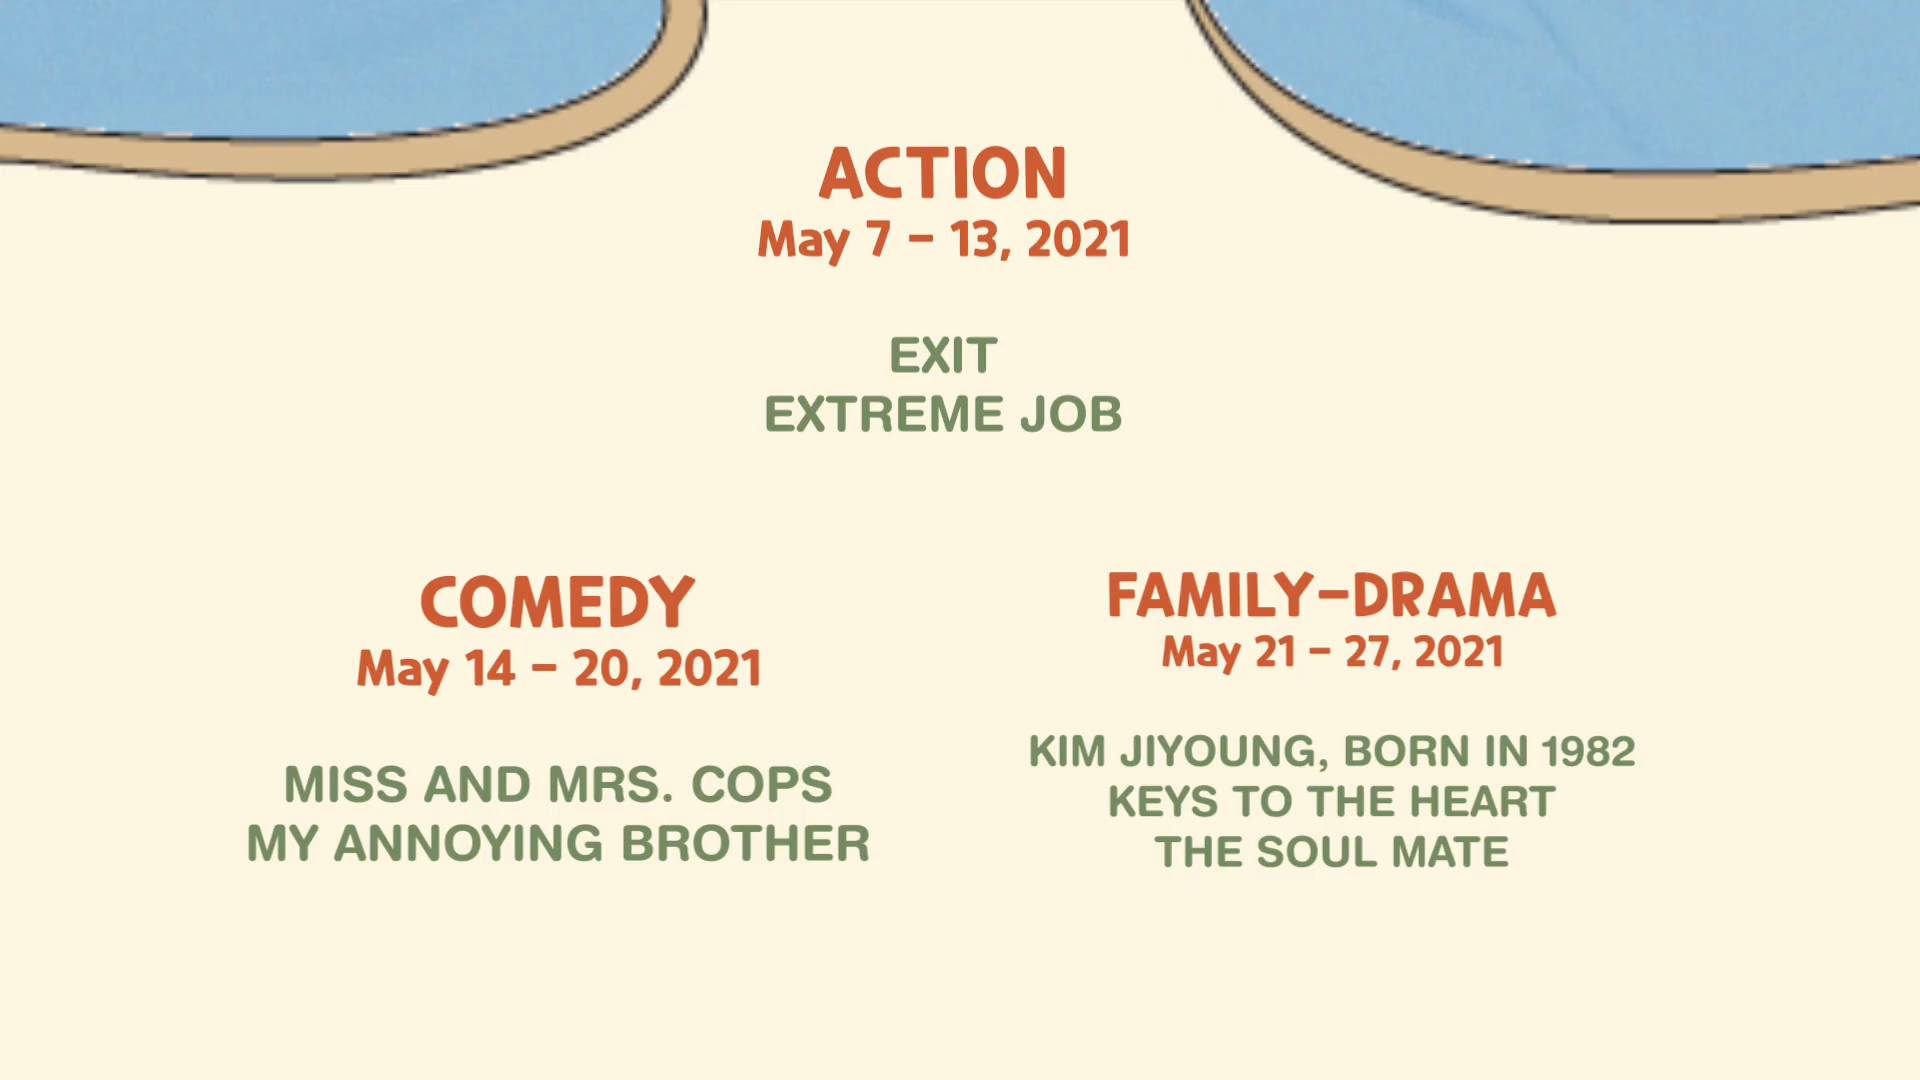 ACTION
May 7 – 13, 2021
EXIT
EXTREME JOB
COMEDY
May 14 – 20, 2021
MISS AND MRS. COPS
MY ANNOYING BROTHER
FAMILY–DRAMA
May 21 – 27, 2021
KIM JIYOUNG, BORN IN 1982
KEYS TO THE HEART
THE SOUL MATE